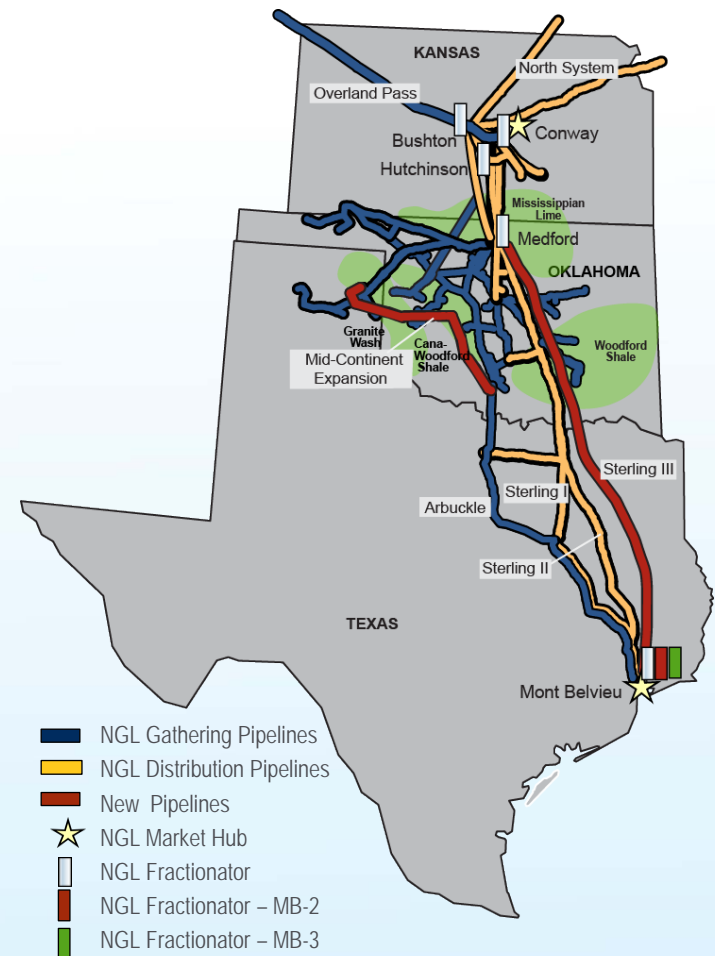 KANSAS
North System
Overland Pass
Bushton
Conway
Hutchinson
Mississippian
Lime
Medford
OKLAHOMA
Granite
Wash
Cana-
Woodford
Shale
Woodford
Shale
Mid-Continent
Expansion
Sterling III
Sterling I
Arbuckle
Sterling II
TEXAS
Mont Belvieu
NGL Gathering Pipelines
NGL Distribution Pipelines
New Pipelines
NGL Market Hub
NGL Fractionator
NGL Fractionator – MB-2
NGL Fractionator – MB-3